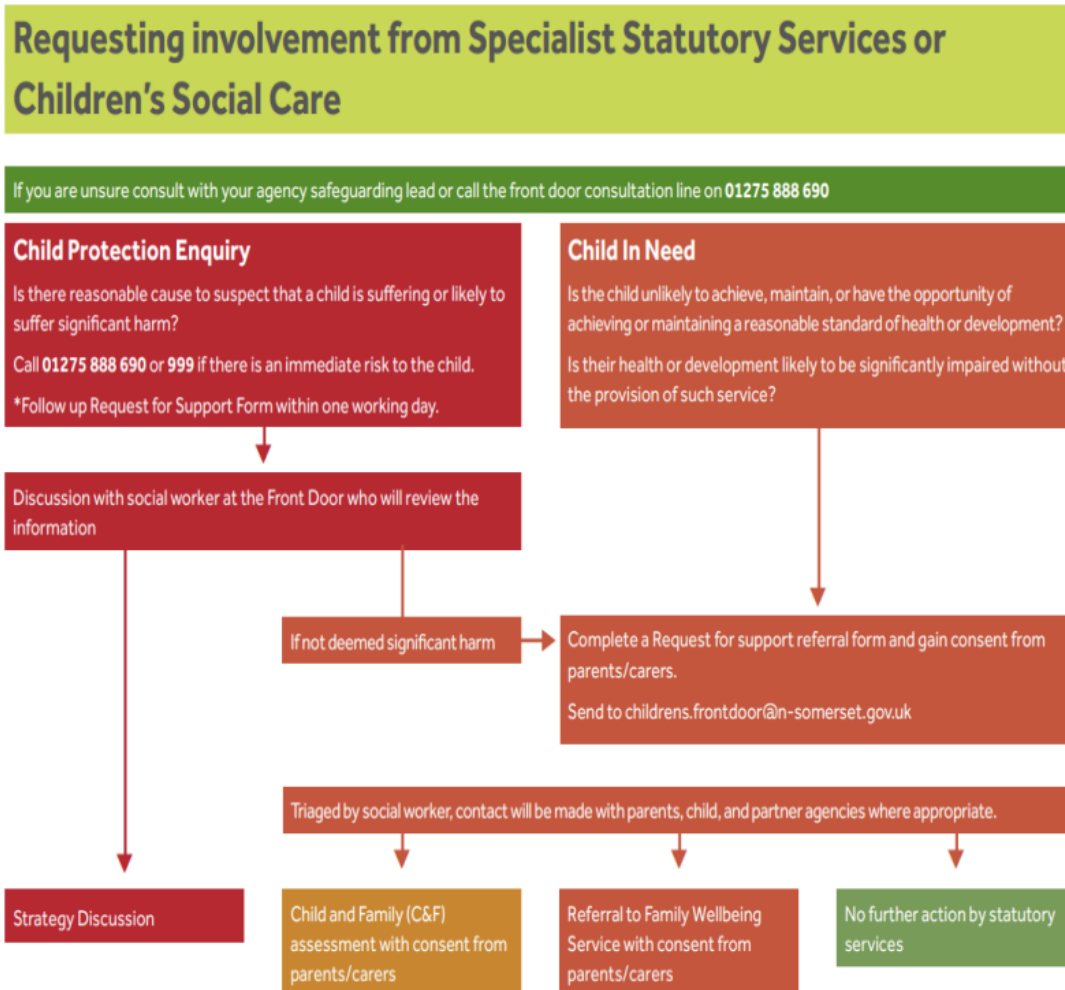 Requesting involvement from Specialist Statutory Services or
Children's Social Care
If you are unsure consult with your agency safeguarding lead or call the front door consultation line on 01275 888 690
Child Protection Enquiry
Is there reasonable cause to suspect that a child is suffering or likely to
suffer significant harm?
Call 01275 888 690 or 999 if there is an immediate risk to the child.
*Follow up Request for Support Form within one working day.
Child In Need
Is the child unlikely to achieve, maintain, or have the opportunity of
achieving or maintaining a reasonable standard of health or development?
Is their health or development likely to be significantly impaired without
the provision of such service?
Discussion with social worker at the Front Door who will review the
information
If not deemed significant harm
Complete a Request for support referral form and gain consent from
parents/carers.
Send to childrens.frontdoor@n-somerset.gov.uk
Triaged by social worker, contact will be made with parents, child, and partner agencies where appropriate.
Strategy Discussion
Child and Family (C&F)
assessment with consent from
parents/carers
Referral to Family Wellbeing
Service with consent from
parents/carers
No further action by statutory
services